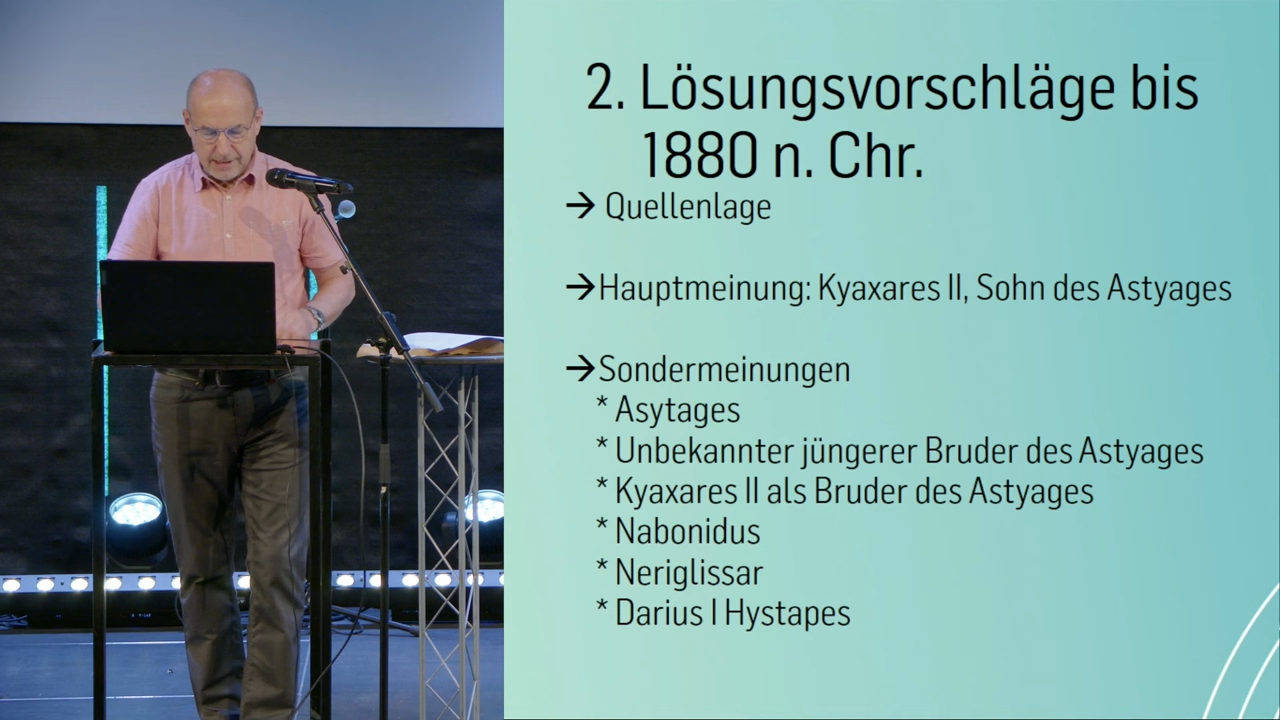 2. Lösungsvorschläge bis
1880 n. Chr.
→ Quellenlage
→Hauptmeinung: Kyaxares II, Sohn des Astyages
→Sondermeinungen
* Asytages
* Unbekannter jüngerer Bruder des Astyages
* Kyaxares II als Bruder des Astyages
* Nabonidus
* Neriglissar
* Darius I Hystapes